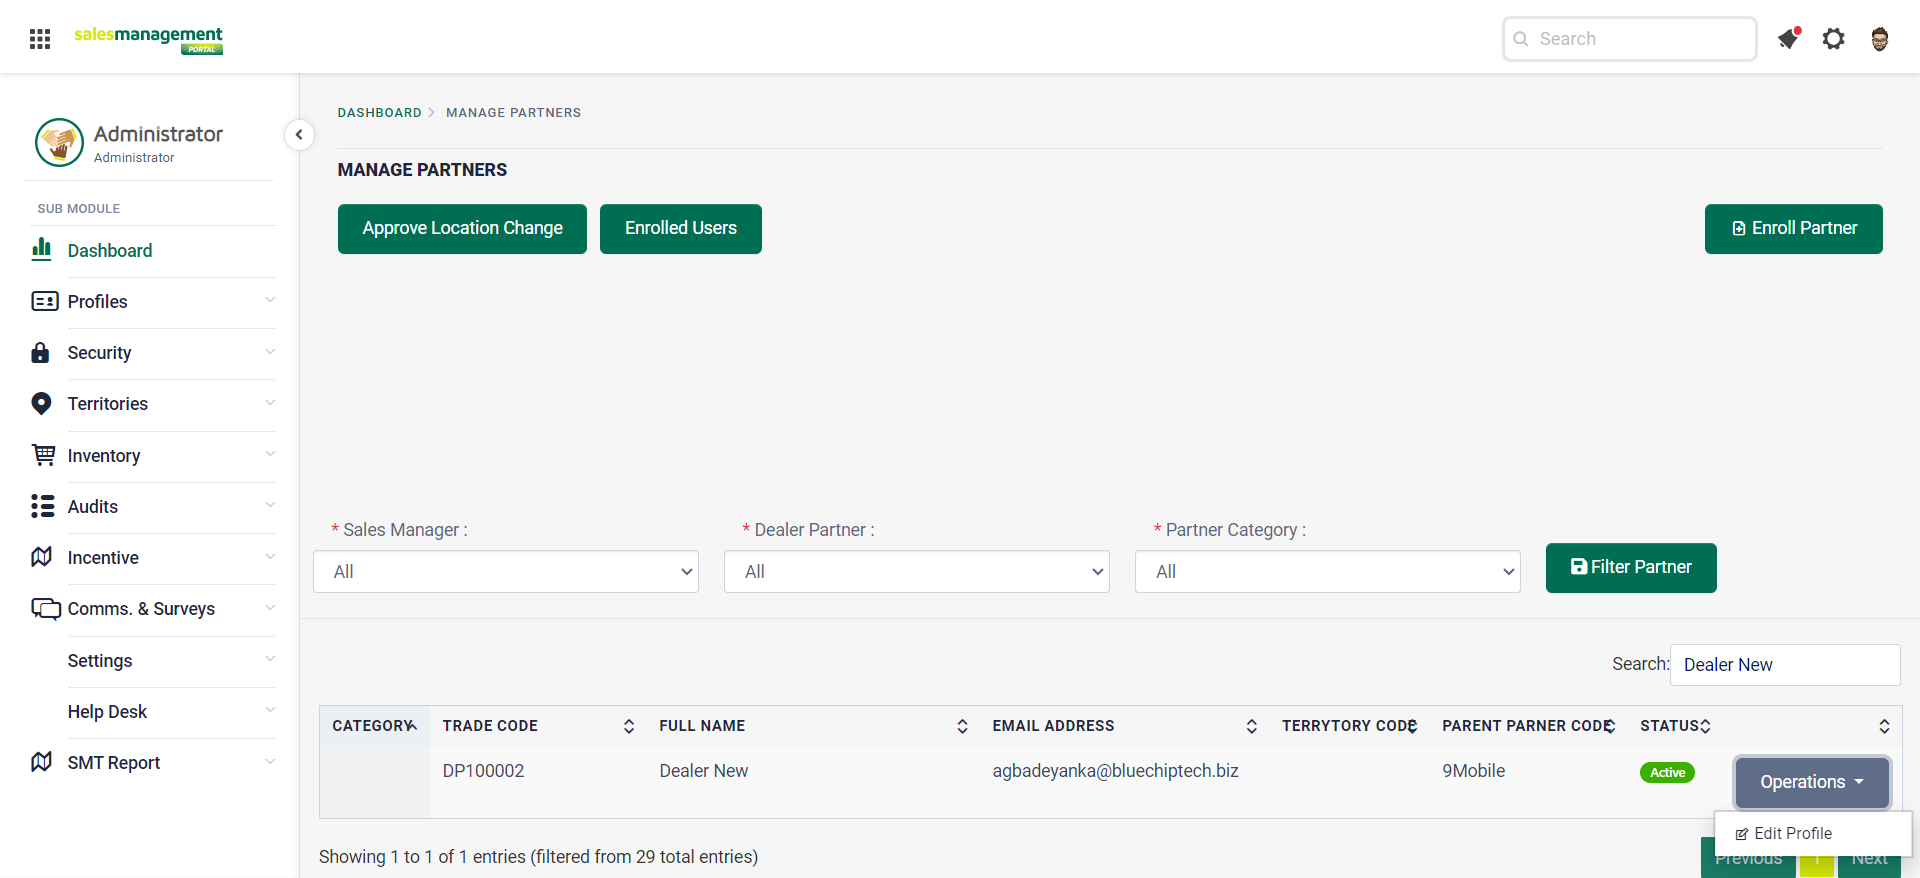 salesmanagement
PORTAL
Search
Administrator
Administrator
SUB MODULE
Dashboard
Profiles
Security
Territories
Inventory
Audits
Incentive
Comms. & Surveys
Settings
Help Desk
SMT Report
DASHBOARD > MANAGE PARTNERS
MANAGE PARTNERS
Approve Location Change
Enrolled Users
Enroll Partner
* Sales Manager :
* Dealer Partner :
* Partner Category :
All
All
All
Filter Partner
Search: Dealer New
CATEGORY TRADE CODE FULL NAME EMAIL ADDRESS TERRYTORY CODE PARENT PARNER CODE STATUS
DP100002 Dealer New agbadeyanka@bluechiptech.biz 9Mobile Active Operations
Edit Profile
Showing 1 to 1 of 1 entries (filtered from 29 total entries)
Previous 1 Next